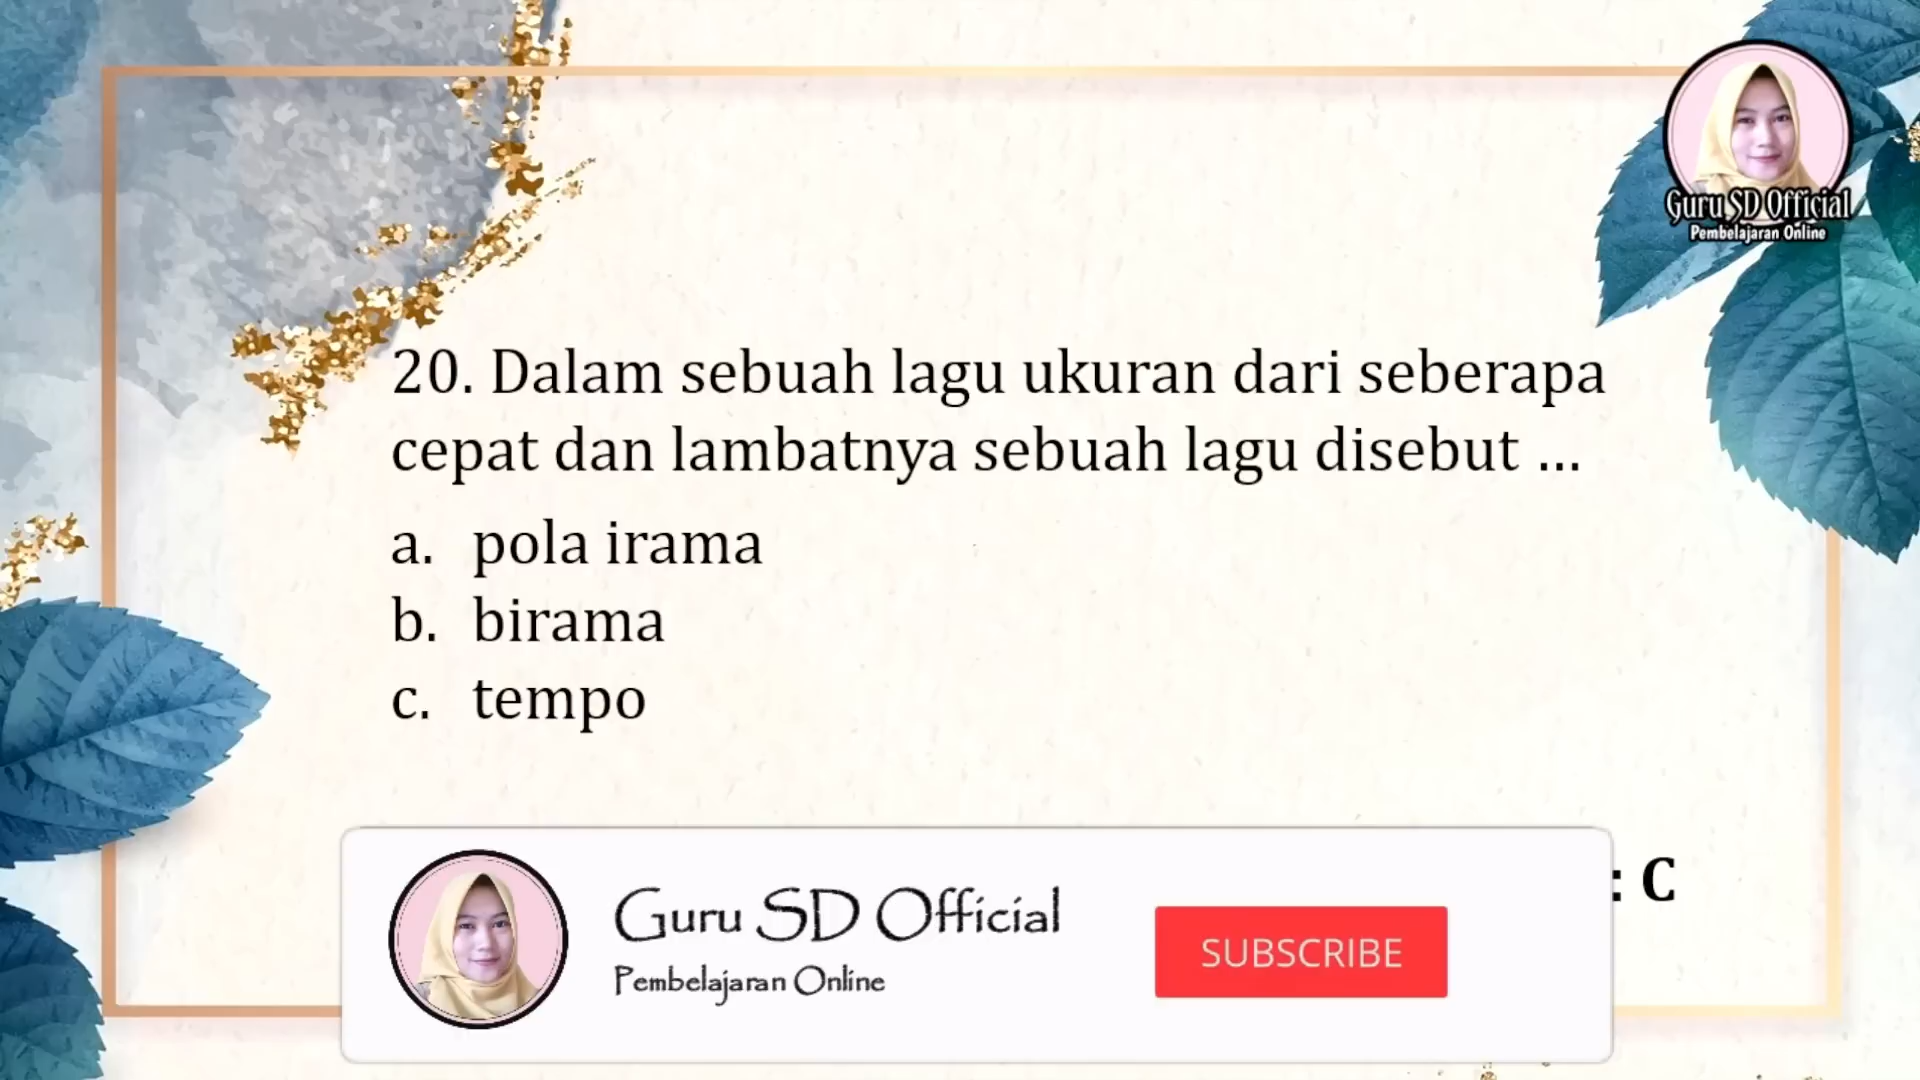 Guru SD Official
Pembelajaran Online
20. Dalam sebuah lagu ukuran dari seberapa
cepat dan lambatnya sebuah lagu disebut ...
a. pola irama
b. birama
c. tempo
: C
Guru SD Official
Pembelajaran Online
SUBSCRIBE